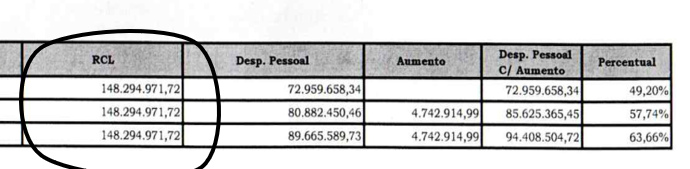 RCL Desp. Pessoal Aumento Desp. Pessoal C/ Aumento Percentual
148.294.971,72 72.959.658,34 72.959.658,34 49,20%
148.294.971,72 80.882.450,46 4.742.914,99 85.625.365,45 57,74%
148.294.971,72 89.665.589,73 4.742.914,99 94.408.504,72 63,66%